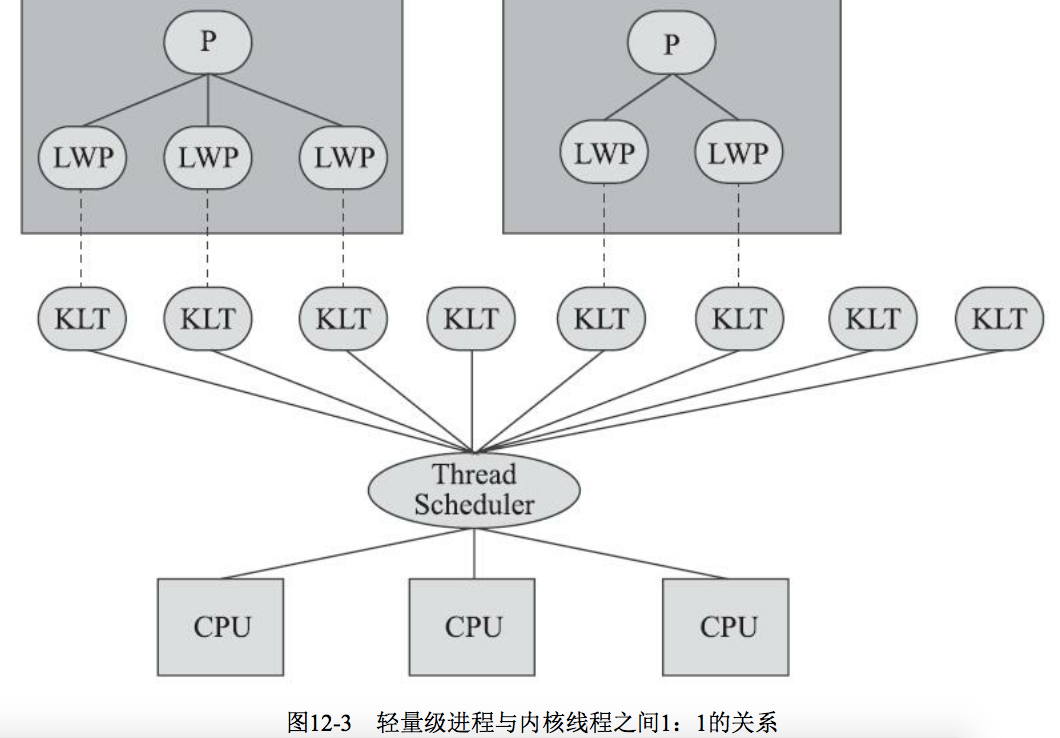 P
P
LWP
LWP
LWP
LWP
LWP
KLT
KLT
KLT
KLT
KLT
KLT
KLT
KLT
Thread
Scheduler
CPU
CPU
CPU
图12-3 轻量级进程与内核线程之间1：1的关系